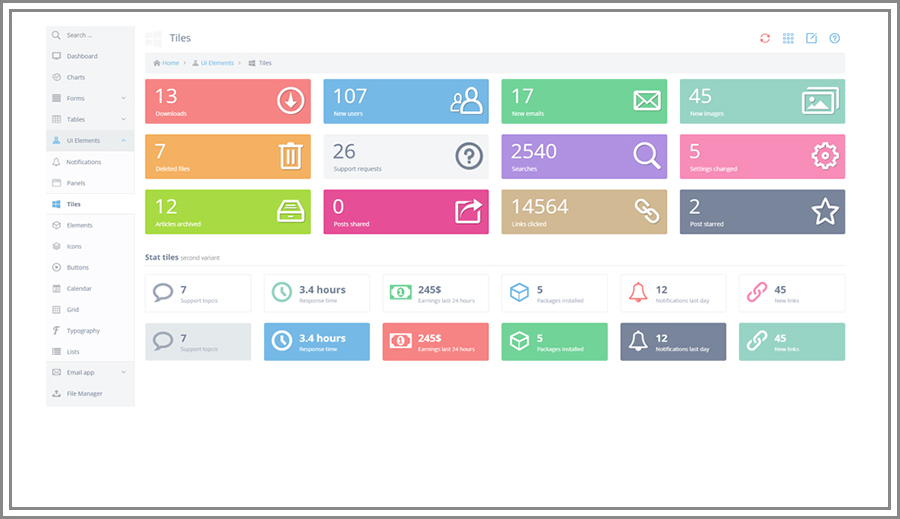 Search ...
Dashboard
Charts
Forms
Tables
UI Elements
Notifications
Panels
Tiles
Elements
Icons
Buttons
Calendar
Grid
Typography
Lists
Email app
File Manager
Tiles
Home > UI Elements > Tiles
13
Downloads
107
New users
17
New emails
45
New images
7
Deleted files
26
Support requests
2540
Searches
5
Settings changed
12
Articles archived
0
Posts shared
14564
Links clicked
2
Post starred
Stat tiles second variant
7
Support topics
3.4 hours
Response time
245$
Earnings last 24 hours
5
Packages installed
12
Notifications last day
45
New links
7
Support topics
3.4 hours
Response time
245$
Earnings last 24 hours
5
Packages installed
12
Notifications last day
45
New links